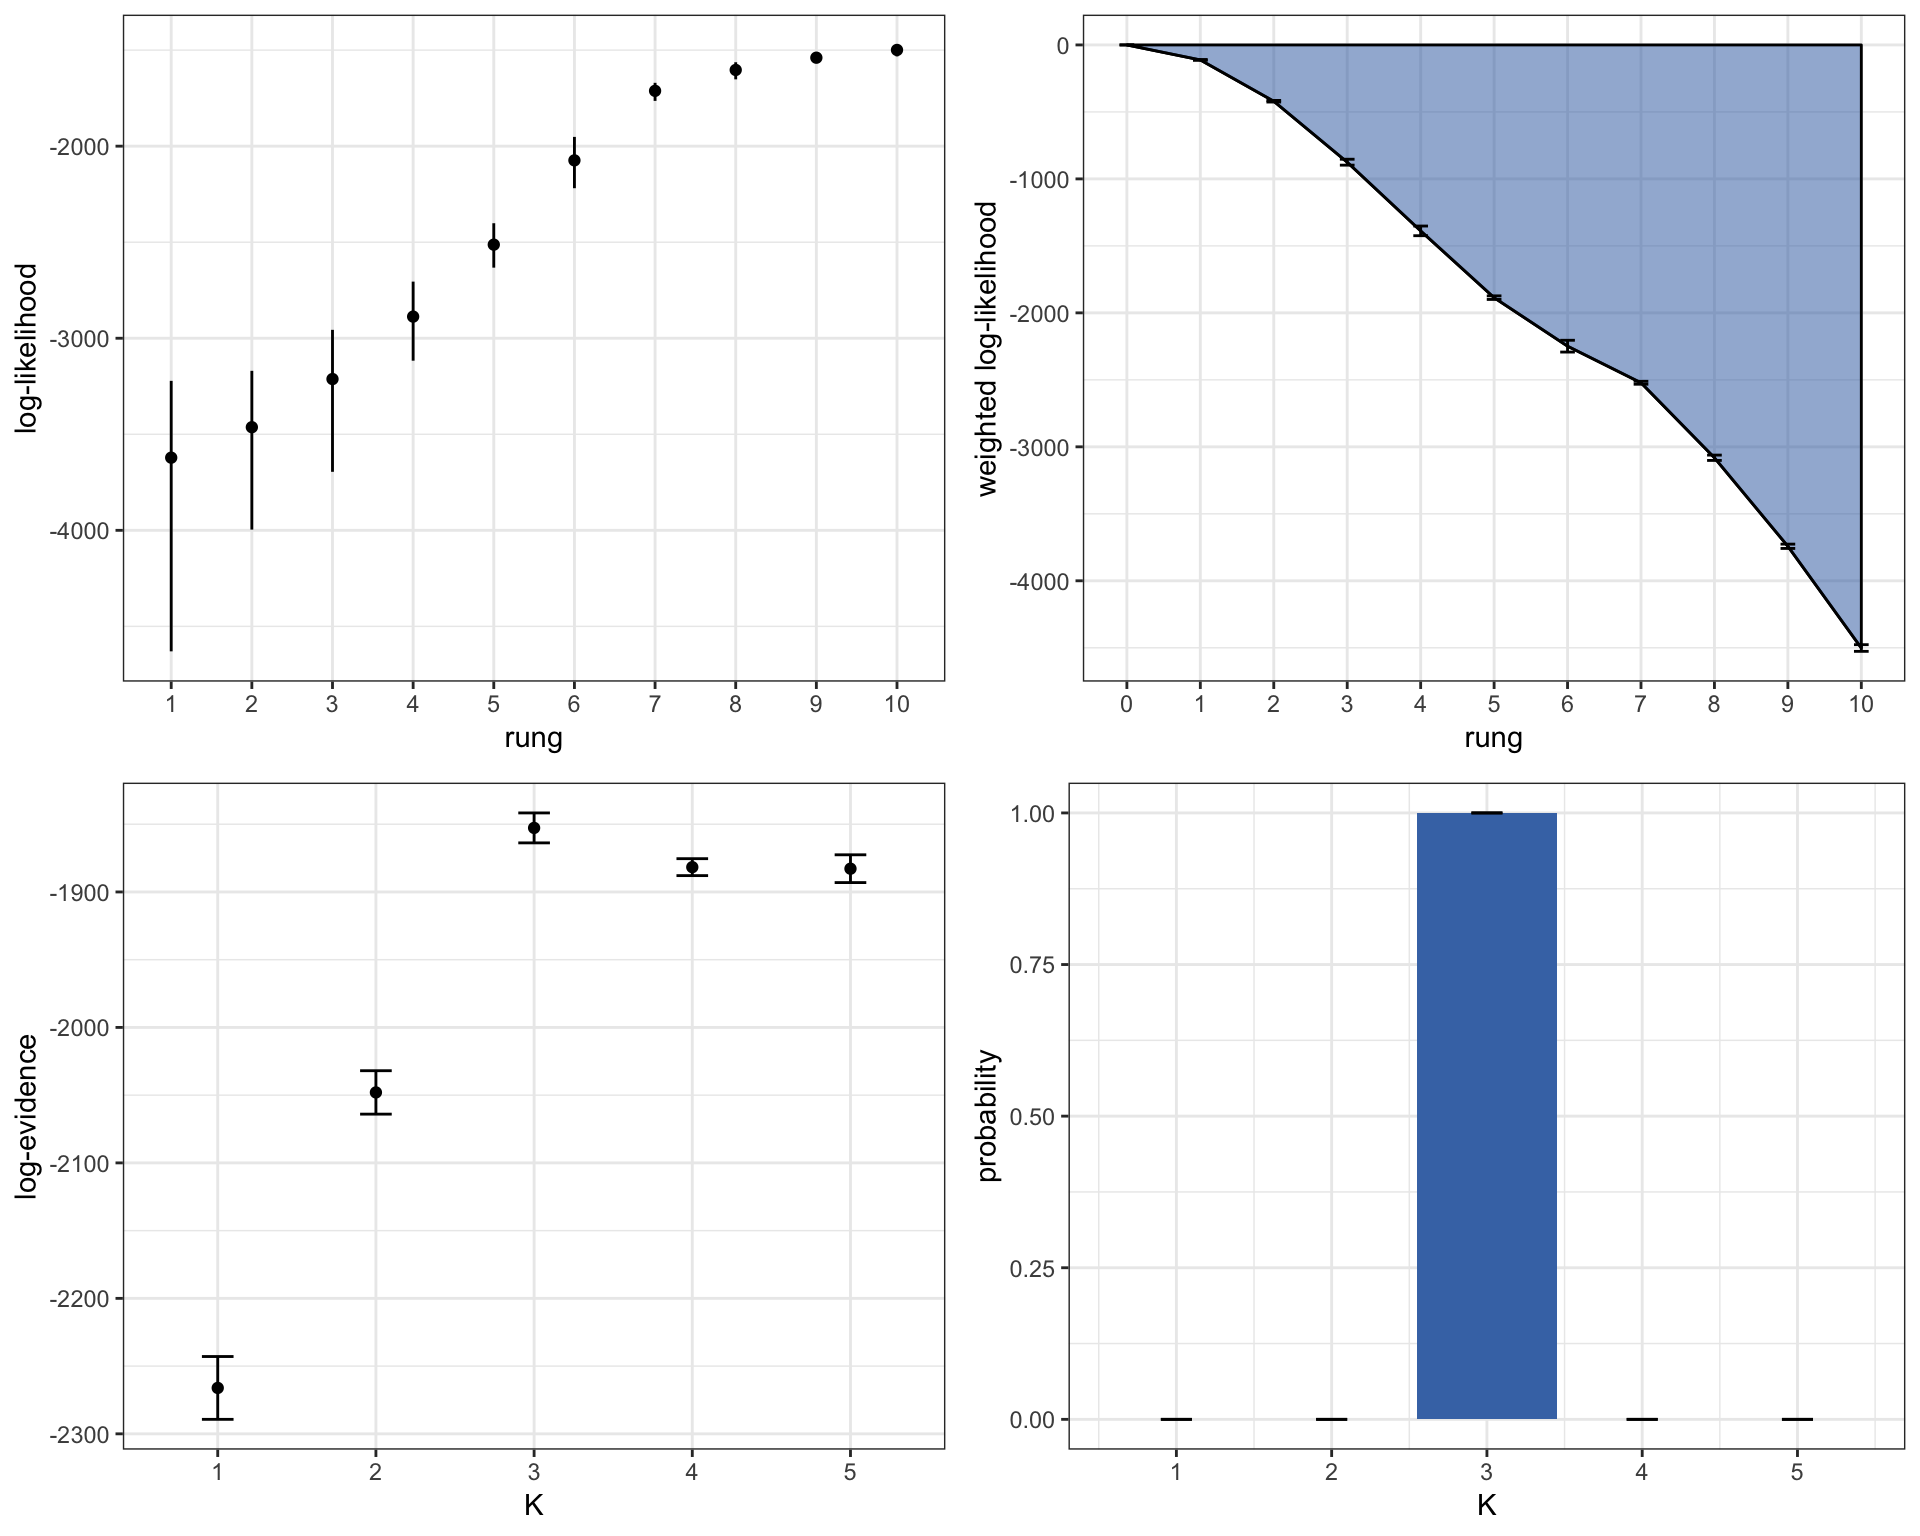 log-likelihood
-2000
-3000
-4000
1 2 3 4 5 6 7 8 9 10
rung
weighted log-likelihood
0
-1000
-2000
-3000
-4000
0 1 2 3 4 5 6 7 8 9 10
rung
log-evidence
-1900
-2000
-2100
-2200
-2300
1 2 3 4 5
K
probability
1.00
0.75
0.50
0.25
0.00
1 2 3 4 5
K